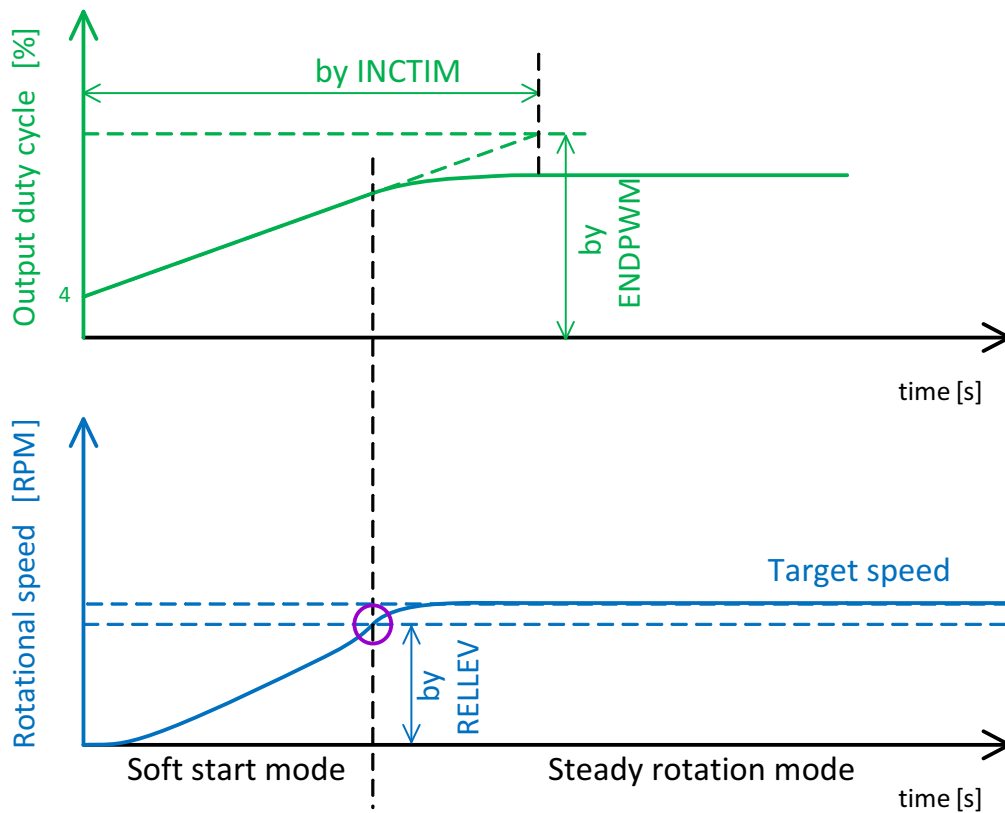 Output duty cycle [%]
by INCTIM
by
ENDPWM
4
time [s]
Rotational speed [RPM]
Target speed
by
RELLEV
Soft start mode
Steady rotation mode
time [s]